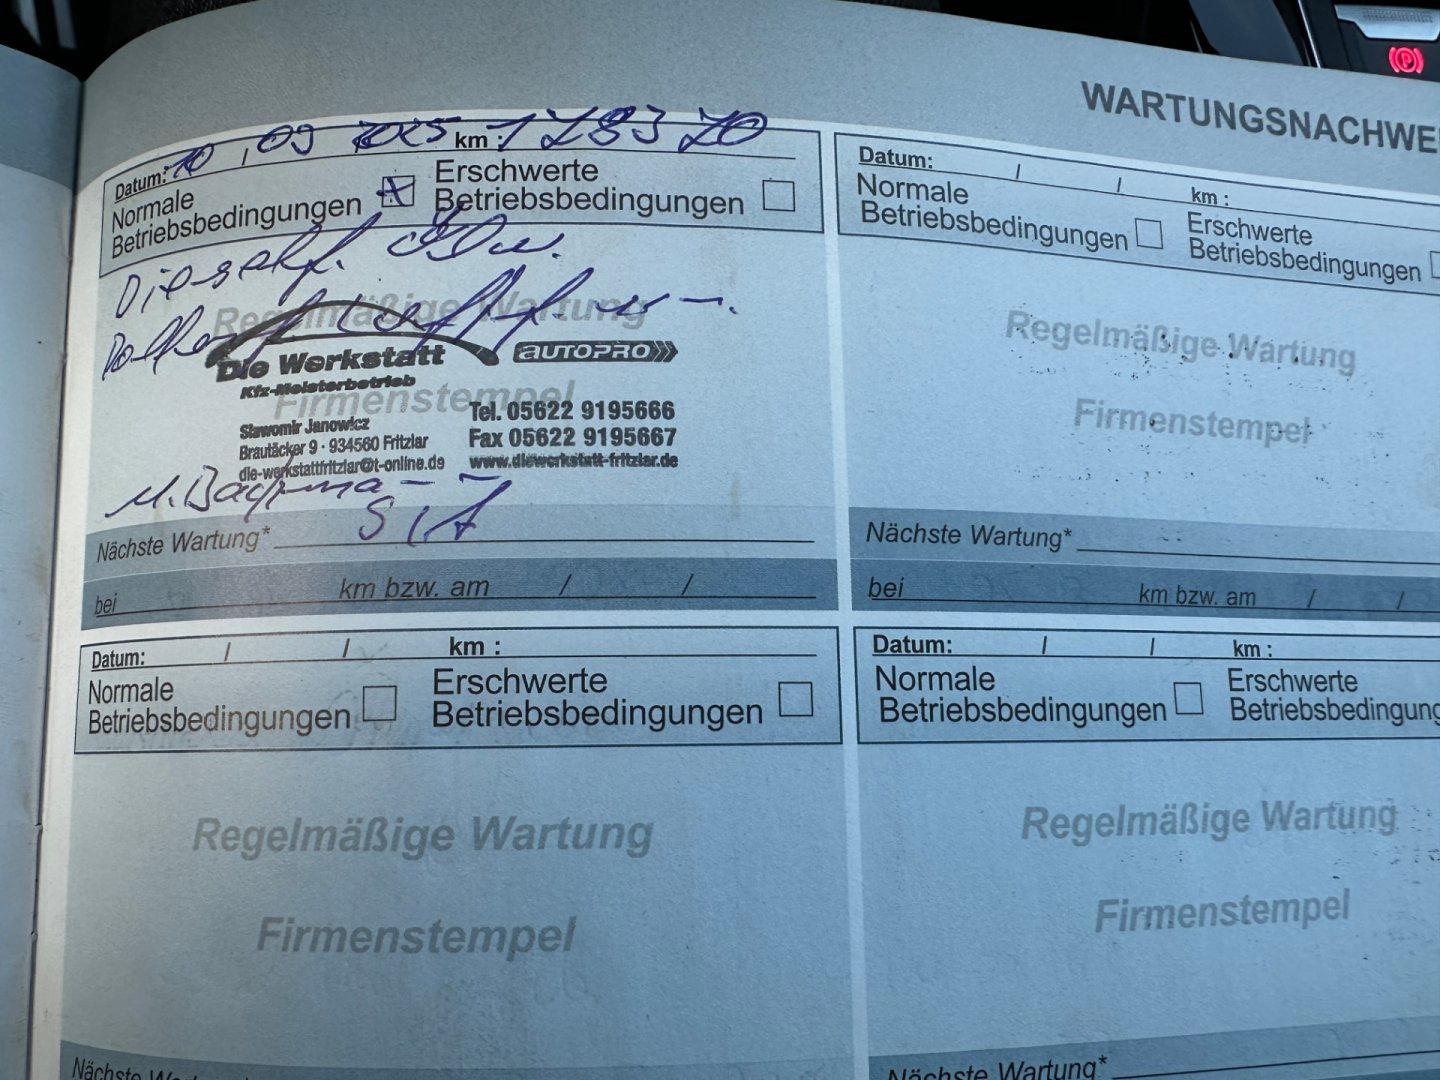 WARTUNGSNACHWE
Datum: 10 / 09 2025 km: 178370
Normale
Betriebsbedingungen
Erschwerte
Betriebsbedingungen
Regelmäßige Wartung
Die Werkstatt
AUTOPRO
Kfz-Meisterbetrieb
Firmenstempel
Slawomir Janowicz
Brautäcker 9 · 934560 Fritzlar
die-werkstattfritzlar@t-online.de
Tel. 05622 9195666
Fax 05622 9195667
www.diewerkstatt-fritzlar.de
Nächste Wartung*
bei km bzw. am / /
Datum: / / km :
Normale
Betriebsbedingungen
Erschwerte
Betriebsbedingungen
Regelmäßige Wartung
Firmenstempel
Nächste Wartung*
bei km bzw. am / /
Datum: / / km :
Normale
Betriebsbedingungen
Erschwerte
Betriebsbedingungen
Regelmäßige Wartung
Firmenstempel
Nächste Wa
Datum: / / km :
Normale
Betriebsbedingungen
Erschwerte
Betriebsbedingung
Regelmäßige Wartung
Firmenstempel
Nächste Wartung*